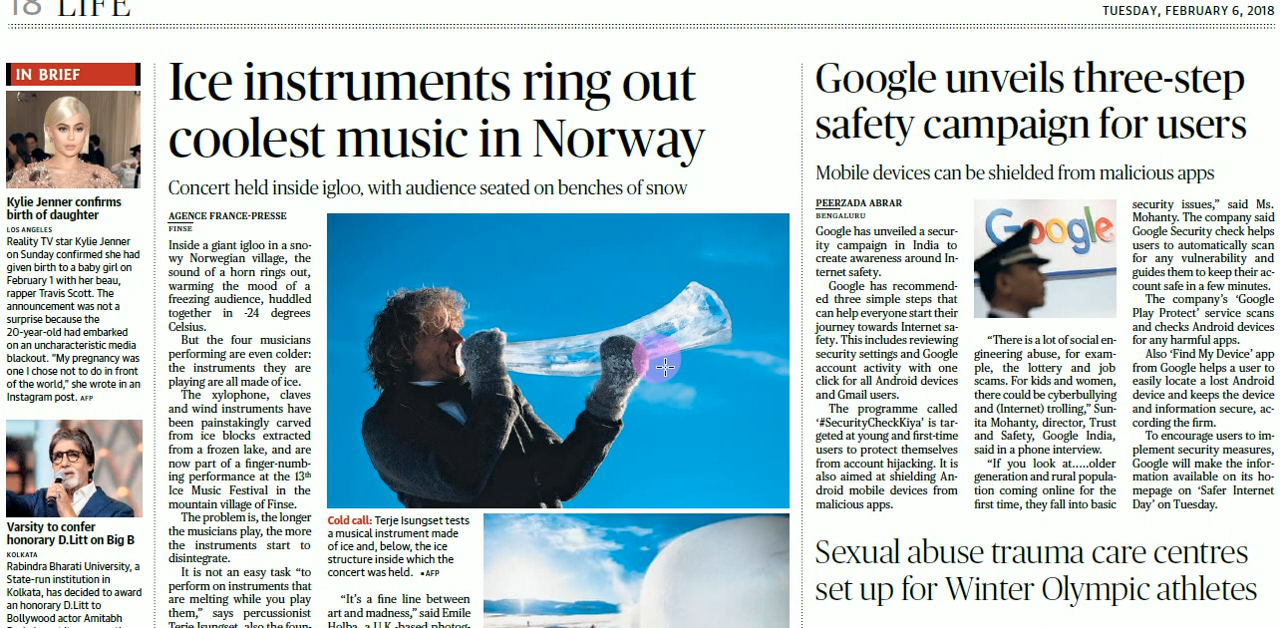 18 LIFE
TUESDAY, FEBRUARY 6, 2018
IN BRIEF
Kylie Jenner confirms
birth of daughter
LOS ANGELES
Reality TV star Kylie Jenner
on Sunday confirmed she had
given birth to a baby girl on
February 1 with her beau,
rapper Travis Scott. The
announcement was not a
surprise because the
20-year-old had embarked
on an uncharacteristic media
blackout. "My pregnancy was
one I chose not to do in front
of the world," she wrote in an
Instagram post. AFP
Varsity to confer
honorary D.Litt on Big B
KOLKATA
Rabindra Bharati University, a
State-run institution in
Kolkata, has decided to award
an honorary D.Litt to
Bollywood actor Amitabh
Ice instruments ring out
coolest music in Norway
Concert held inside igloo, with audience seated on benches of snow
AGENCE FRANCE-PRESSE
FINSE
Inside a giant igloo in a sno-
wy Norwegian village, the
sound of a horn rings out,
warming the mood of a
freezing audience, huddled
together in -24 degrees
Celsius.
But the four musicians
performing are even colder:
the instruments they are
playing are all made of ice.
The xylophone, claves
and wind instruments have
been painstakingly carved
from ice blocks extracted
from a frozen lake, and are
now part of a finger-numb-
ing performance at the 13th
Ice Music Festival in the
mountain village of Finse.
The problem is, the longer
the musicians play, the more
the instruments start to
disintegrate.
It is not an easy task “to
perform on instruments that
are melting while you play
them,” says percussionist
Terje Isungset, also the foun-
Cold call: Terje Isungset tests
a musical instrument made
of ice and, below, the ice
structure inside which the
concert was held. • AFP
“It’s a fine line between
art and madness,” said Emile
Holba, a U.K.-based photog-
Google unveils three-step
safety campaign for users
Mobile devices can be shielded from malicious apps
PEERZADA ABRAR
BENGALURU
Google has unveiled a secur-
ity campaign in India to
create awareness around In-
ternet safety.
Google has recommend-
ed three simple steps that
can help everyone start their
journey towards Internet sa-
fety. This includes reviewing
security settings and Google
account activity with one
click for all Android devices
and Gmail users.
The programme called
‘#SecurityCheckKiya’ is tar-
geted at young and first-time
users to protect themselves
from account hijacking. It is
also aimed at shielding An-
droid mobile devices from
malicious apps.
Google
“There is a lot of social en-
gineering abuse, for exam-
ple, the lottery and job
scams. For kids and women,
there could be cyberbullying
and (Internet) trolling,” Sun-
ita Mohanty, director, Trust
and Safety, Google India,
said in a phone interview.
“If you look at.....older
generation and rural popula-
tion coming online for the
first time, they fall into basic
security issues,” said Ms.
Mohanty. The company said
Google Security check helps
users to automatically scan
for any vulnerability and
guides them to keep their ac-
count safe in a few minutes.
The company’s ‘Google
Play Protect’ service scans
and checks Android devices
for any harmful apps.
Also ‘Find My Device’ app
from Google helps a user to
easily locate a lost Android
device and keeps the device
and information secure, ac-
cording the firm.
To encourage users to im-
plement security measures,
Google will make the infor-
mation available on its ho-
mepage on ‘Safer Internet
Day’ on Tuesday.
Sexual abuse trauma care centres
set up for Winter Olympic athletes